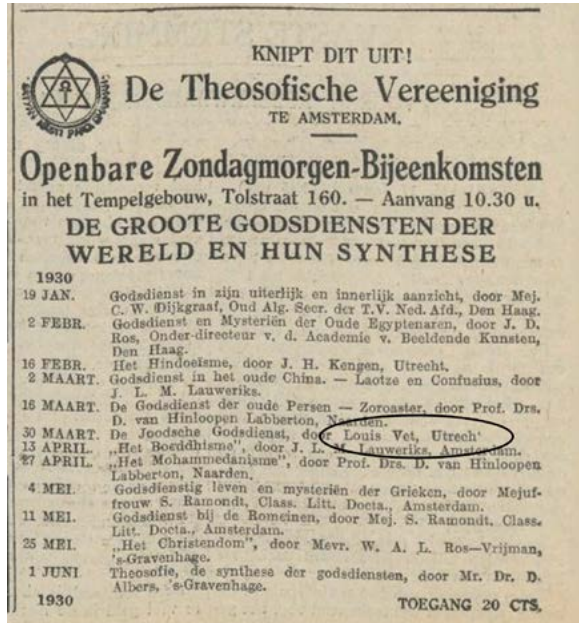 KNIPT DIT UIT!
De Theosofische Vereeniging
TE AMSTERDAM.
Openbare Zondagmorgen-Bijeenkomsten
in het Tempelgebouw, Tolstraat 160. — Aanvang 10.30 u.
DE GROOTE GODSDIENSTEN DER
WERELD EN HUN SYNTHESE
1930
19 JAN. Godsdienst in zijn uiterlijk en innerlijk aanzicht, door Mej.
C. W. Dijkgraaf, Oud Alg. Secr. der T.V. Ned. Afd., Den Haag.
2 FEBR. Godsdienst en Mysteriën der Oude Egyptenaren, door J. D.
Ros, Onder-directeur v. d. Academie v. Beeldende Kunsten,
Den Haag.
16 FEBR. Het Hindoeïsme, door J. H. Kengen, Utrecht.
2 MAART. Godsdienst in het oude China. — Laotze en Confusius, door
J. L. M. Lauweriks.
16 MAART. De Godsdienst der oude Persen — Zoroaster, door Prof. Drs.
D. van Hinloopen Labberton, Naarden.
30 MAART. De Joodsche Godsdienst, door Louis Vet, Utrech'
13 APRIL. „Het Boeddhisme", door J. L. M. Lauweriks, Amsterdam.
27 APRIL. „Het Mohammedanisme", door Prof. Drs. D. van Hinloopen
Labberton, Naarden.
4 MEI. Godsdienstig leven en mysteriën der Grieken, door Mejuf-
frouw S. Ramondt, Class. Litt. Docta., Amsterdam.
11 MEI. Godsdienst bij de Romeinen, door Mej. S. Ramondt, Class.
Litt. Docta., Amsterdam.
25 MEI. „Het Christendom", door Mevr. W. A. L. Ros—Vrijman,
's-Gravenhage.
1 JUNI Theosofie, de synthese der godsdiensten, door Mr. Dr. D.
Albers, 's-Gravenhage.
1930 TOEGANG 20 CTS.